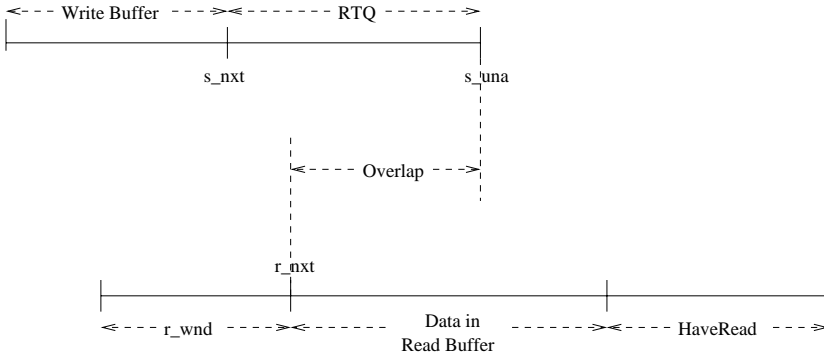 Write Buffer
RTQ
s_nxt
s_una
Overlap
r_nxt
r_wnd
Data in
Read Buffer
HaveRead